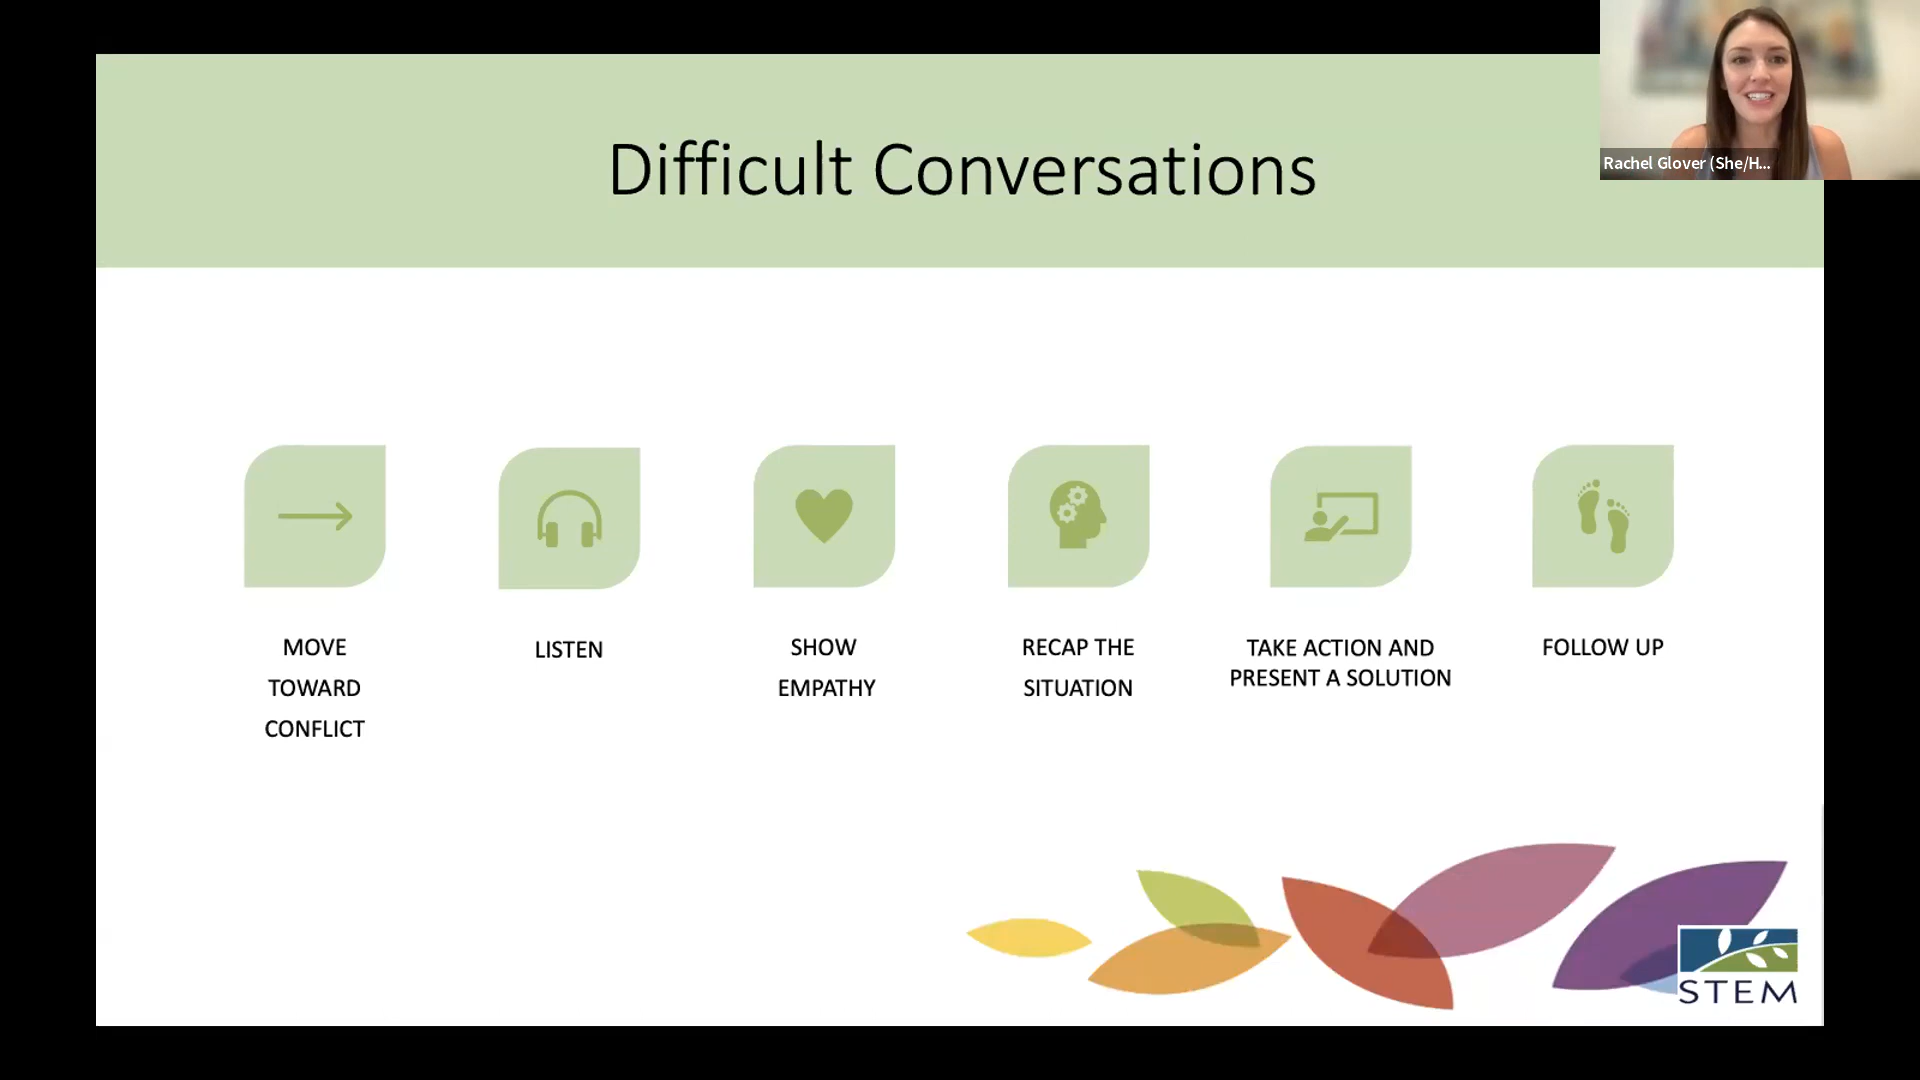 Difficult Conversations
Rachel Glover (She/H...
MOVE
TOWARD
CONFLICT
LISTEN
SHOW
EMPATHY
RECAP THE
SITUATION
TAKE ACTION AND
PRESENT A SOLUTION
FOLLOW UP
STEM